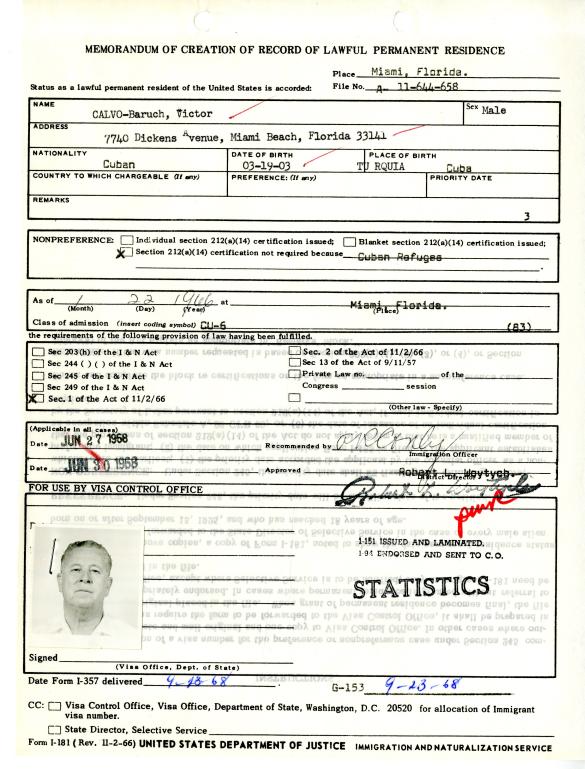 MEMORANDUM OF CREATION OF RECORD OF LAWFUL PERMANENT RESIDENCE
Place Miami, Florida.
Status as a lawful permanent resident of the United States is accorded: File No. A- 11-644-658
NAME Sex Male
CALVO-Baruch, Victor
ADDRESS
7740 Dickens Avenue, Miami Beach, Florida 33141
NATIONALITY DATE OF BIRTH PLACE OF BIRTH
Cuban 03-19-03 TU RQUIA Cuba
COUNTRY TO WHICH CHARGEABLE (If any) PREFERENCE: (If any) PRIORITY DATE
REMARKS
3
NONPREFERENCE: Individual section 212(a)(14) certification issued; Blanket section 212(a)(14) certification issued;
X Section 212(a)(14) certification not required because Cuban Refugee
As of 1 22 1966 at Miami, Florida.
(Month) (Day) (Year) (Place)
Class of admission (insert coding symbol) CU-6 (83)
the requirements of the following provision of law having been fulfilled.
Sec 203(h) of the I & N Act Sec. 2 of the Act of 11/2/66
Sec 244 ( ) ( ) of the I & N Act Sec 13 of the Act of 9/11/57
Sec 245 of the I & N Act Private Law no. of the
Sec 249 of the I & N Act Congress session
X Sec. 1 of the Act of 11/2/66
(Other law - Specify)
(Applicable in all cases)
Date JUN 27 1968 Recommended by
Immigration Officer
Date JUN 30 1968 Approved Robert L. Woytych
District Director
FOR USE BY VISA CONTROL OFFICE
I-151 ISSUED AND LAMINATED.
I-94 ENDORSED AND SENT TO C.O.
STATISTICS
Signed
(Visa Office, Dept. of State)
Date Form I-357 delivered 9-23-68 G-153 9-23-68
CC: Visa Control Office, Visa Office, Department of State, Washington, D.C. 20520 for allocation of Immigrant
visa number.
State Director, Selective Service
Form I-181 (Rev. 11-2-66) UNITED STATES DEPARTMENT OF JUSTICE IMMIGRATION AND NATURALIZATION SERVICE